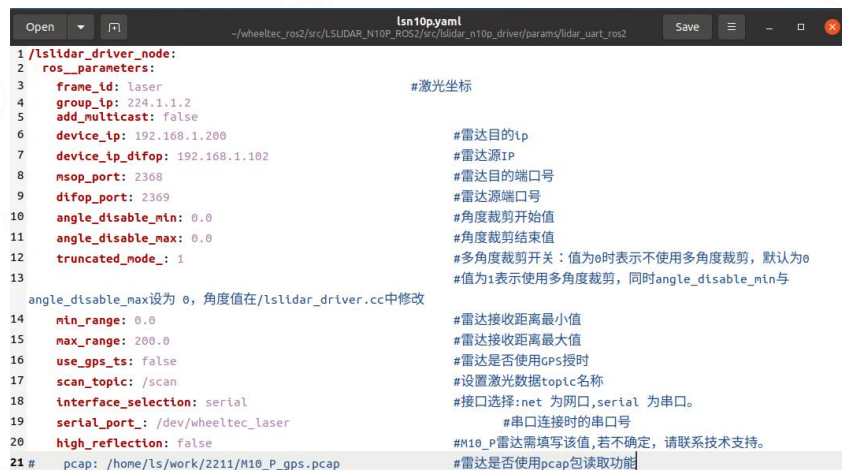 Open
lsn10p.yaml
~/wheeltec_ros2/src/LSLIDAR_N10P_ROS2/src/lslidar_n10p_driver/params/lidar_uart_ros2
Save
1 /lslidar_driver_node:
2 ros__parameters:
3 frame_id: laser #激光坐标
4 group_ip: 224.1.1.2
5 add_multicast: false
6 device_ip: 192.168.1.200 #雷达目的ip
7 device_ip_difop: 192.168.1.102 #雷达源IP
8 msop_port: 2368 #雷达目的端口号
9 difop_port: 2369 #雷达源端口号
10 angle_disable_min: 0.0 #角度裁剪开始值
11 angle_disable_max: 0.0 #角度裁剪结束值
12 truncated_mode_: 1 #多角度裁剪开关：值为0时表示不使用多角度裁剪，默认为0
13 #值为1表示使用多角度裁剪，同时angle_disable_min与
angle_disable_max设为 0，角度值在/lslidar_driver.cc中修改
14 min_range: 0.0 #雷达接收距离最小值
15 max_range: 200.0 #雷达接收距离最大值
16 use_gps_ts: false #雷达是否使用GPS授时
17 scan_topic: /scan #设置激光数据topic名称
18 interface_selection: serial #接口选择:net 为网口,serial 为串口。
19 serial_port_: /dev/wheeltec_laser #串口连接时的串口号
20 high_reflection: false #M10_P雷达需填写该值,若不确定，请联系技术支持。
21 # pcap: /home/ls/work/2211/M10_P_gps.pcap #雷达是否使用pcap包读取功能